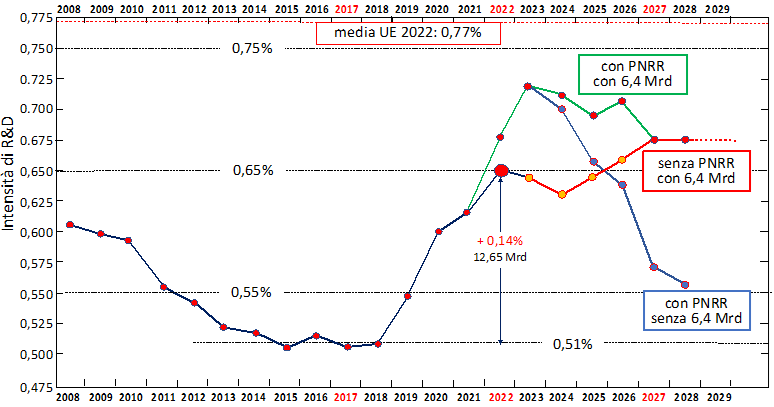 2008 2009 2010 2011 2012 2013 2014 2015 2016 2017 2018 2019 2020 2021 2022 2023 2024 2025 2026 2027 2028 2029
0,775
media UE 2022: 0,77%
0,750
0,75%
con PNRR
con 6,4 Mrd
0,725
0,700
0,675
0,650
0,65%
senza PNRR
con 6,4 Mrd
Intensità di R&D
0,625
0,600
+ 0,14%
12,65 Mrd
0,575
0,550
0,55%
con PNRR
senza 6,4 Mrd
0,525
0,500
0,51%
0,475
2008 2009 2010 2011 2012 2013 2014 2015 2016 2017 2018 2019 2020 2021 2022 2023 2024 2025 2026 2027 2028 2029